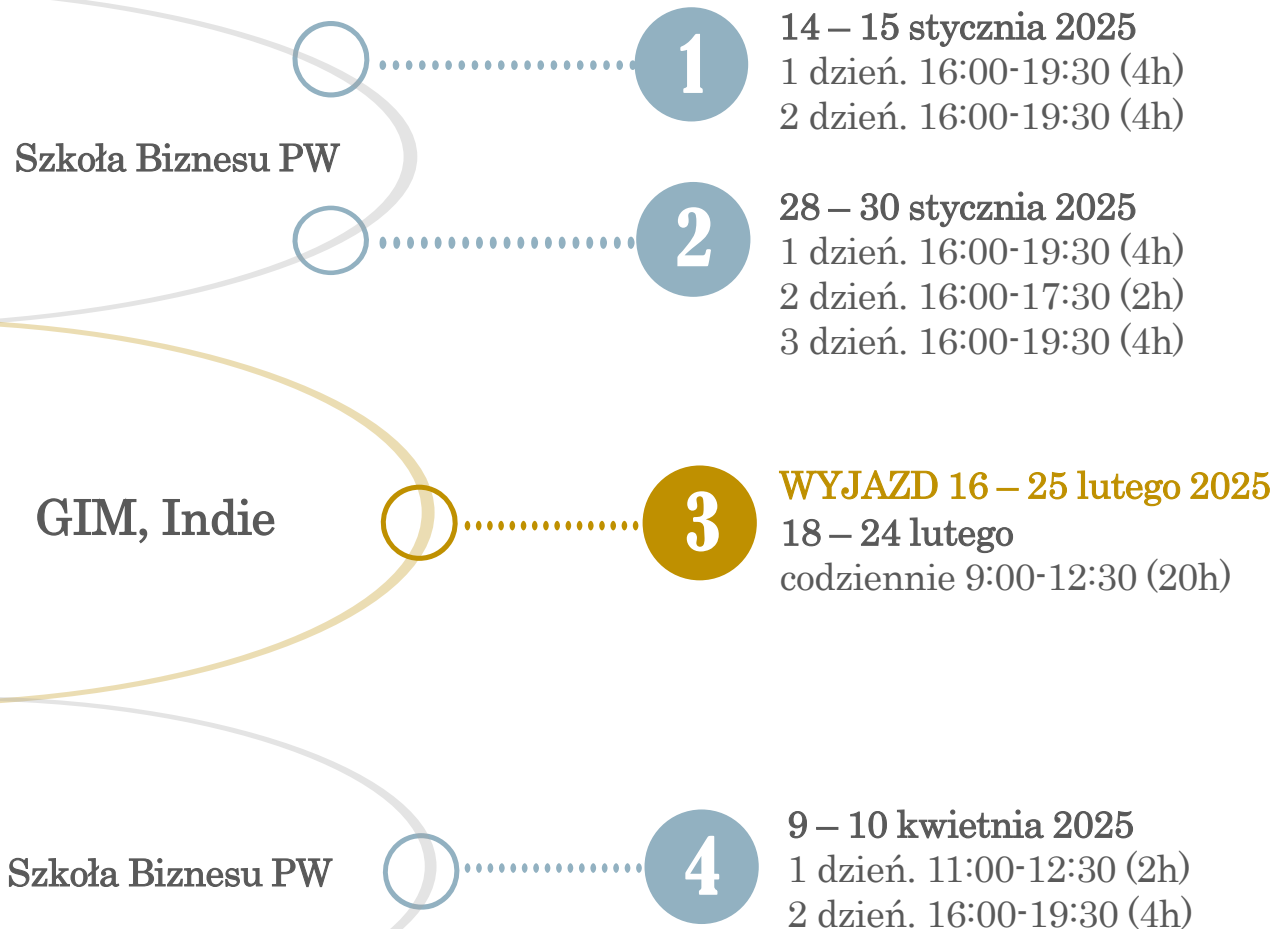 1
14 – 15 stycznia 2025
1 dzień. 16:00-19:30 (4h)
2 dzień. 16:00-19:30 (4h)
Szkoła Biznesu PW
2
28 – 30 stycznia 2025
1 dzień. 16:00-19:30 (4h)
2 dzień. 16:00-17:30 (2h)
3 dzień. 16:00-19:30 (4h)
GIM, Indie
3
WYJAZD 16 – 25 lutego 2025
18 – 24 lutego
codziennie 9:00-12:30 (20h)
Szkoła Biznesu PW
4
9 – 10 kwietnia 2025
1 dzień. 11:00-12:30 (2h)
2 dzień. 16:00-19:30 (4h)